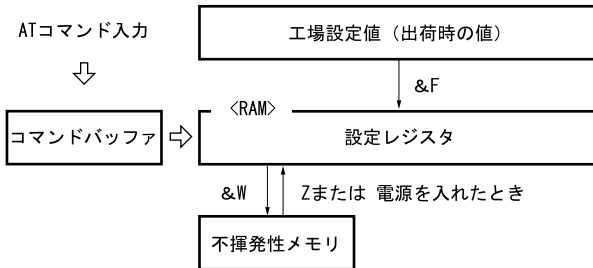 ATコマンド入力
工場設定値（出荷時の値）
&F
<RAM>
コマンドバッファ
設定レジスタ
&W
Zまたは 電源を入れたとき
不揮発性メモリ